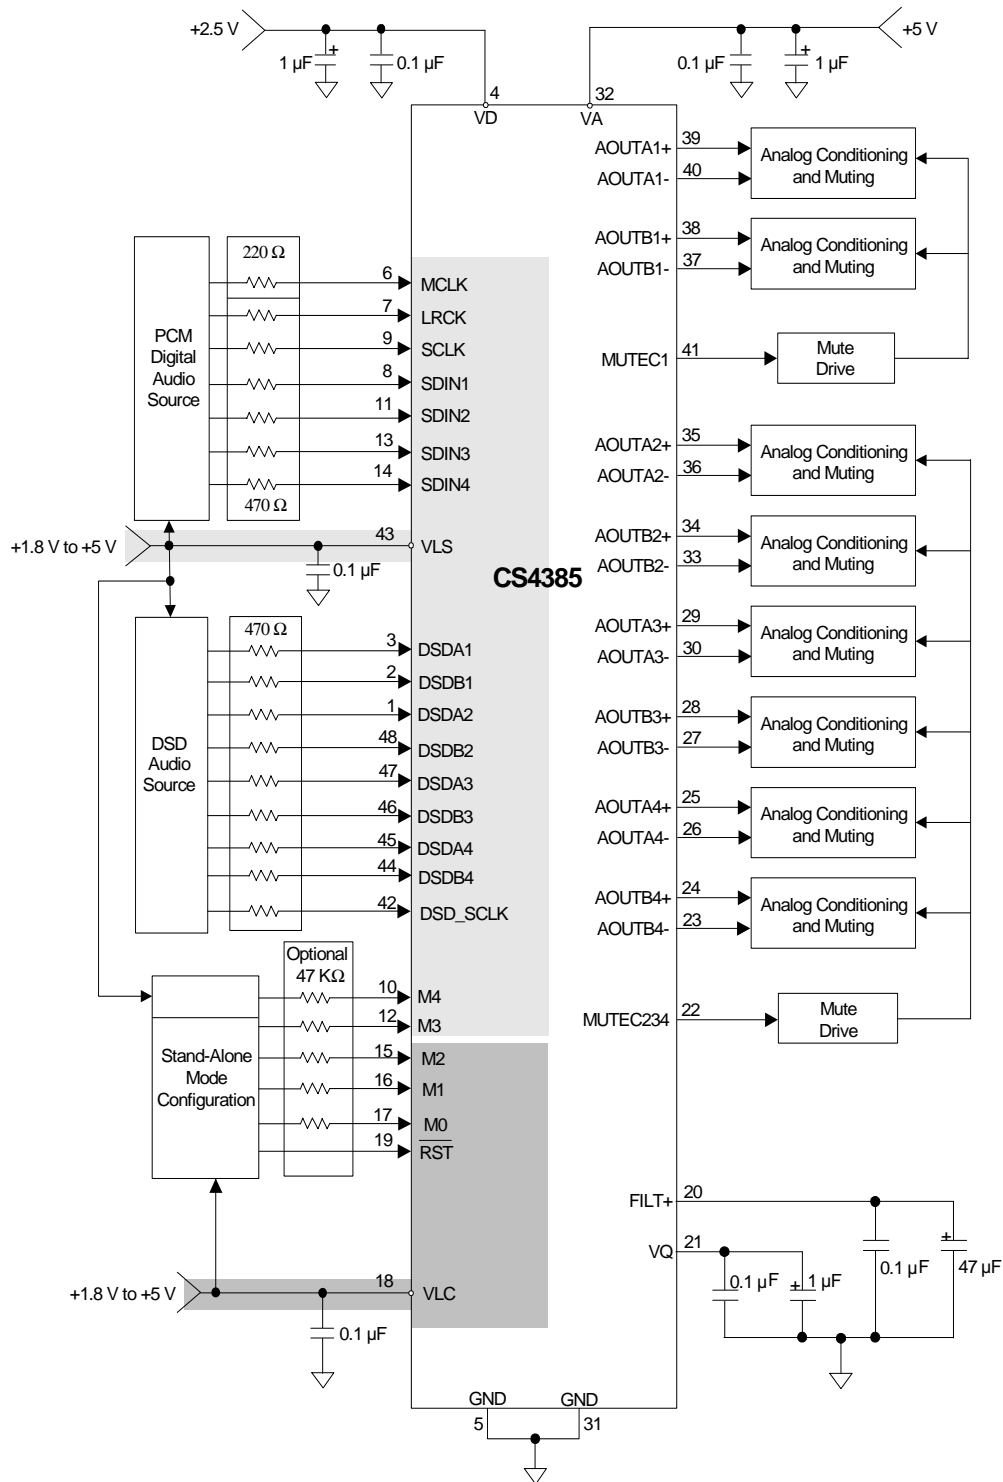 +2.5 V
1 µF
+
0.1 µF
+5 V
0.1 µF
+
1 µF
4
VD
32
VA
AOUTA1+
39
AOUTA1-
40
Analog Conditioning
and Muting
AOUTB1+
38
AOUTB1-
37
Analog Conditioning
and Muting
MUTEC1
41
Mute
Drive
PCM
Digital
Audio
Source
220 Ω
470 Ω
6
MCLK
7
LRCK
9
SCLK
8
SDIN1
11
SDIN2
13
SDIN3
14
SDIN4
AOUTA2+
35
AOUTA2-
36
Analog Conditioning
and Muting
+1.8 V to +5 V
43
VLS
0.1 µF
CS4385
AOUTB2+
34
AOUTB2-
33
Analog Conditioning
and Muting
AOUTA3+
29
AOUTA3-
30
Analog Conditioning
and Muting
AOUTB3+
28
AOUTB3-
27
Analog Conditioning
and Muting
AOUTA4+
25
AOUTA4-
26
Analog Conditioning
and Muting
AOUTB4+
24
AOUTB4-
23
Analog Conditioning
and Muting
MUTEC234
22
Mute
Drive
DSD
Audio
Source
470 Ω
3
DSDA1
2
DSDB1
1
DSDA2
48
DSDB2
47
DSDA3
46
DSDB3
45
DSDA4
44
DSDB4
42
DSD_SCLK
Optional
47 KΩ
Stand-Alone
Mode
Configuration
10
M4
12
M3
15
M2
16
M1
17
M0
19
RST
+1.8 V to +5 V
18
VLC
0.1 µF
FILT+
20
VQ
21
0.1 µF
+
1 µF
0.1 µF
+
47 µF
GND
5
GND
31